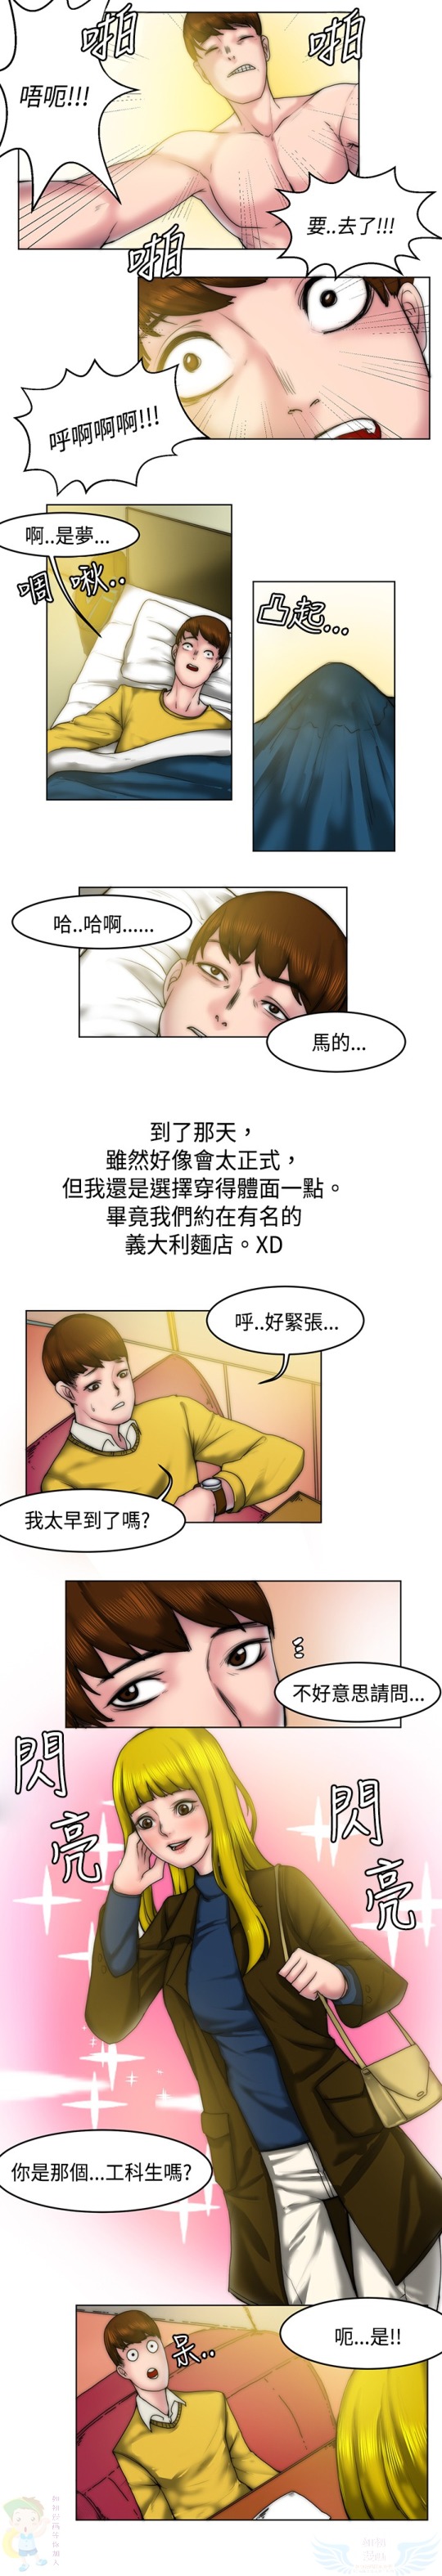 啪
啪
唔呃!!!
要..去了!!!
啪
呼啊啊啊!!!
啊..是夢...
啁 啾..
凸起...
哈..哈啊......
馬的...
到了那天，
雖然好像會太正式，
但我還是選擇穿得體面一點。
畢竟我們約在有名的
義大利麵店。XD
呼..好緊張...
我太早到了嗎?
不好意思請問...
閃亮
閃亮
你是那個...工科生嗎?
呃...是!!
呆..